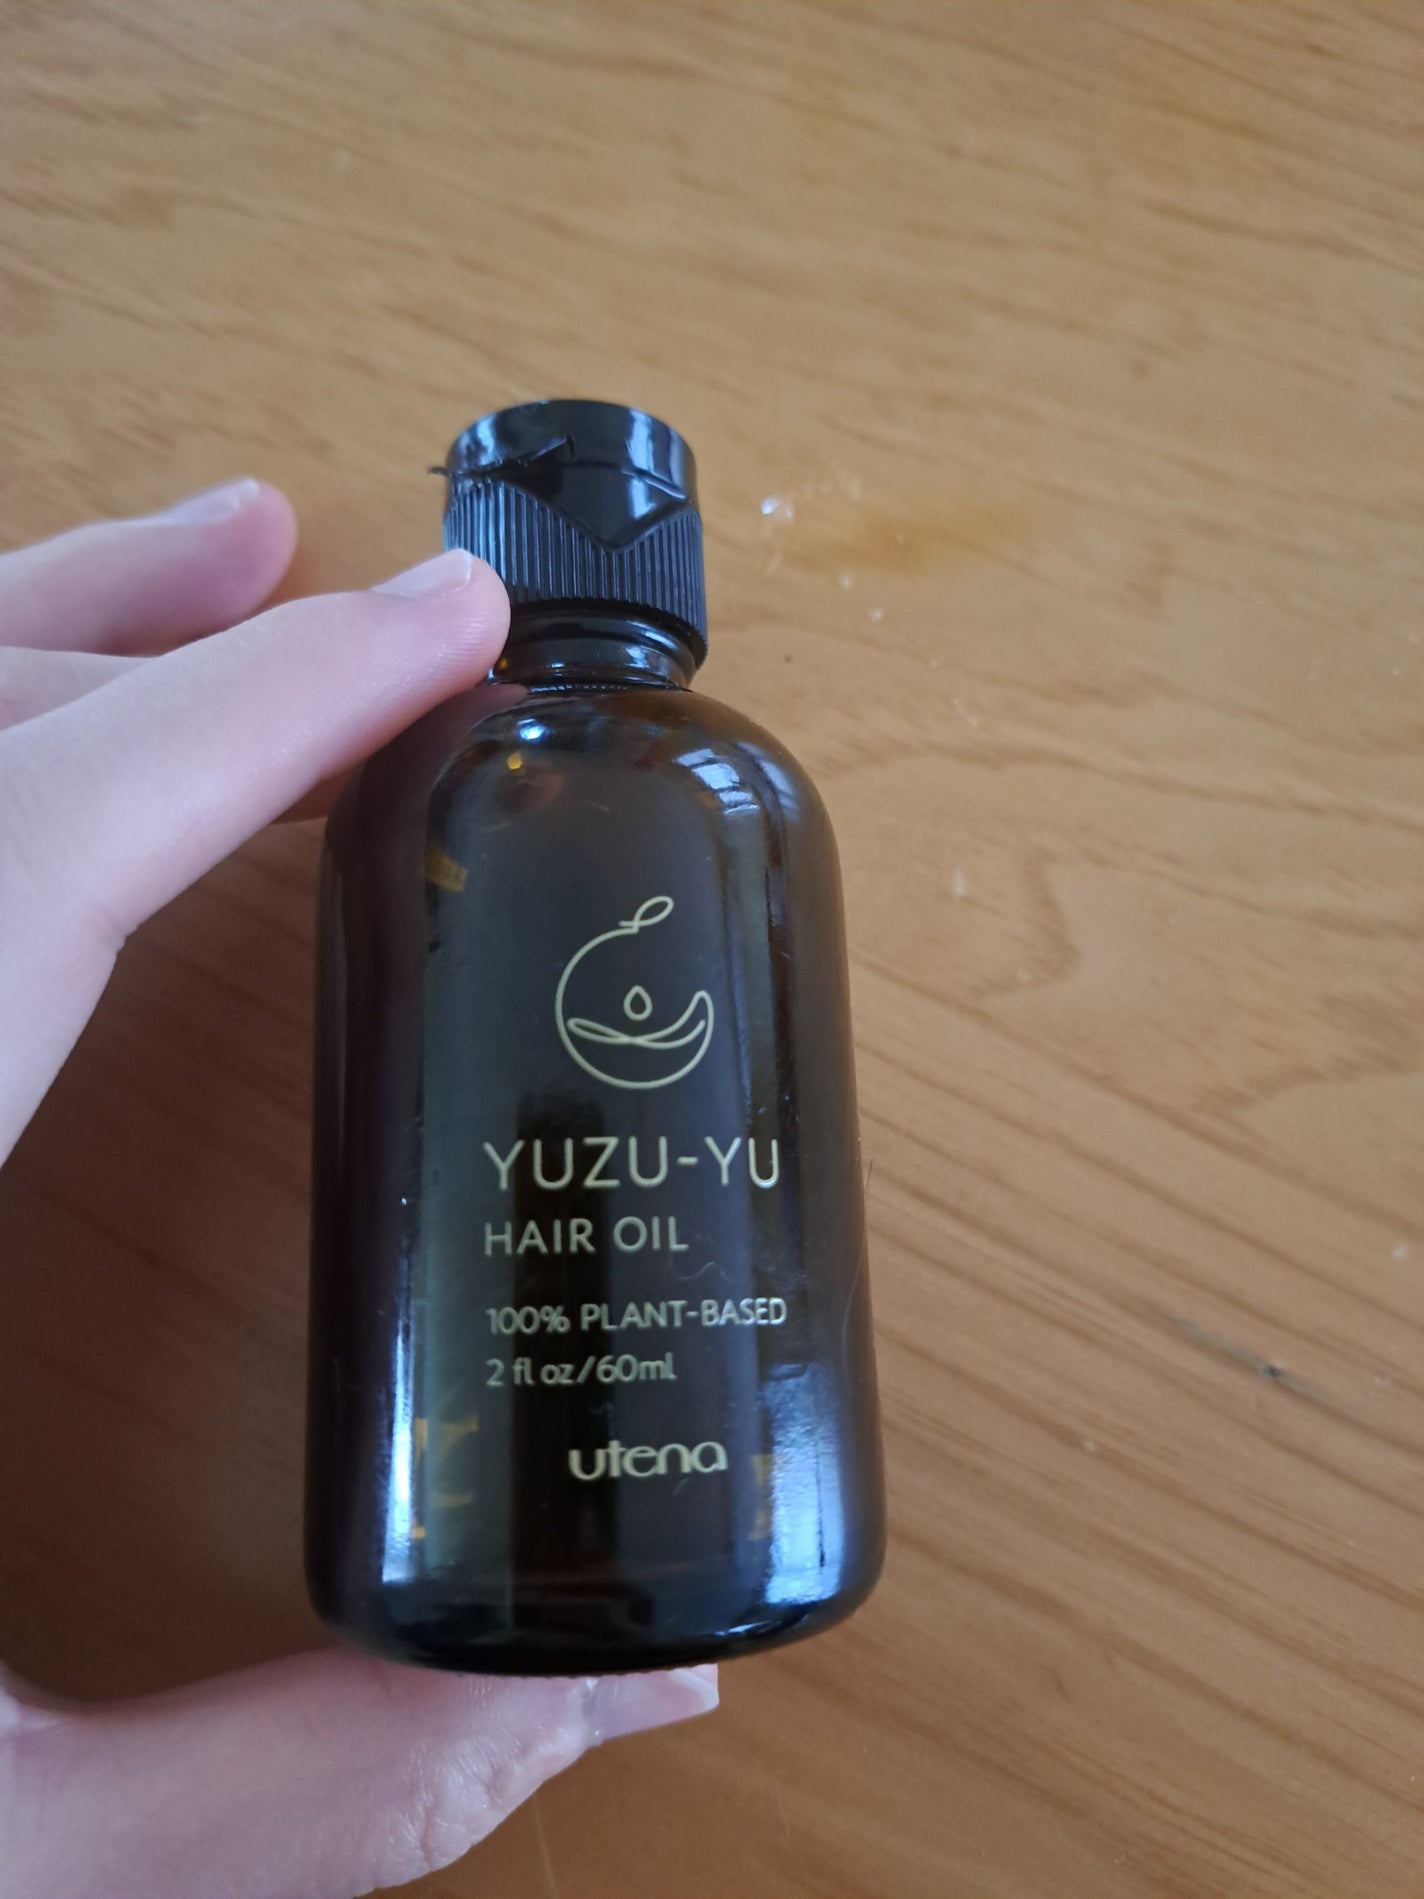 YUZU-YU
HAIR OIL
100% PLANT-BASED
2 fl oz/60ml
utena